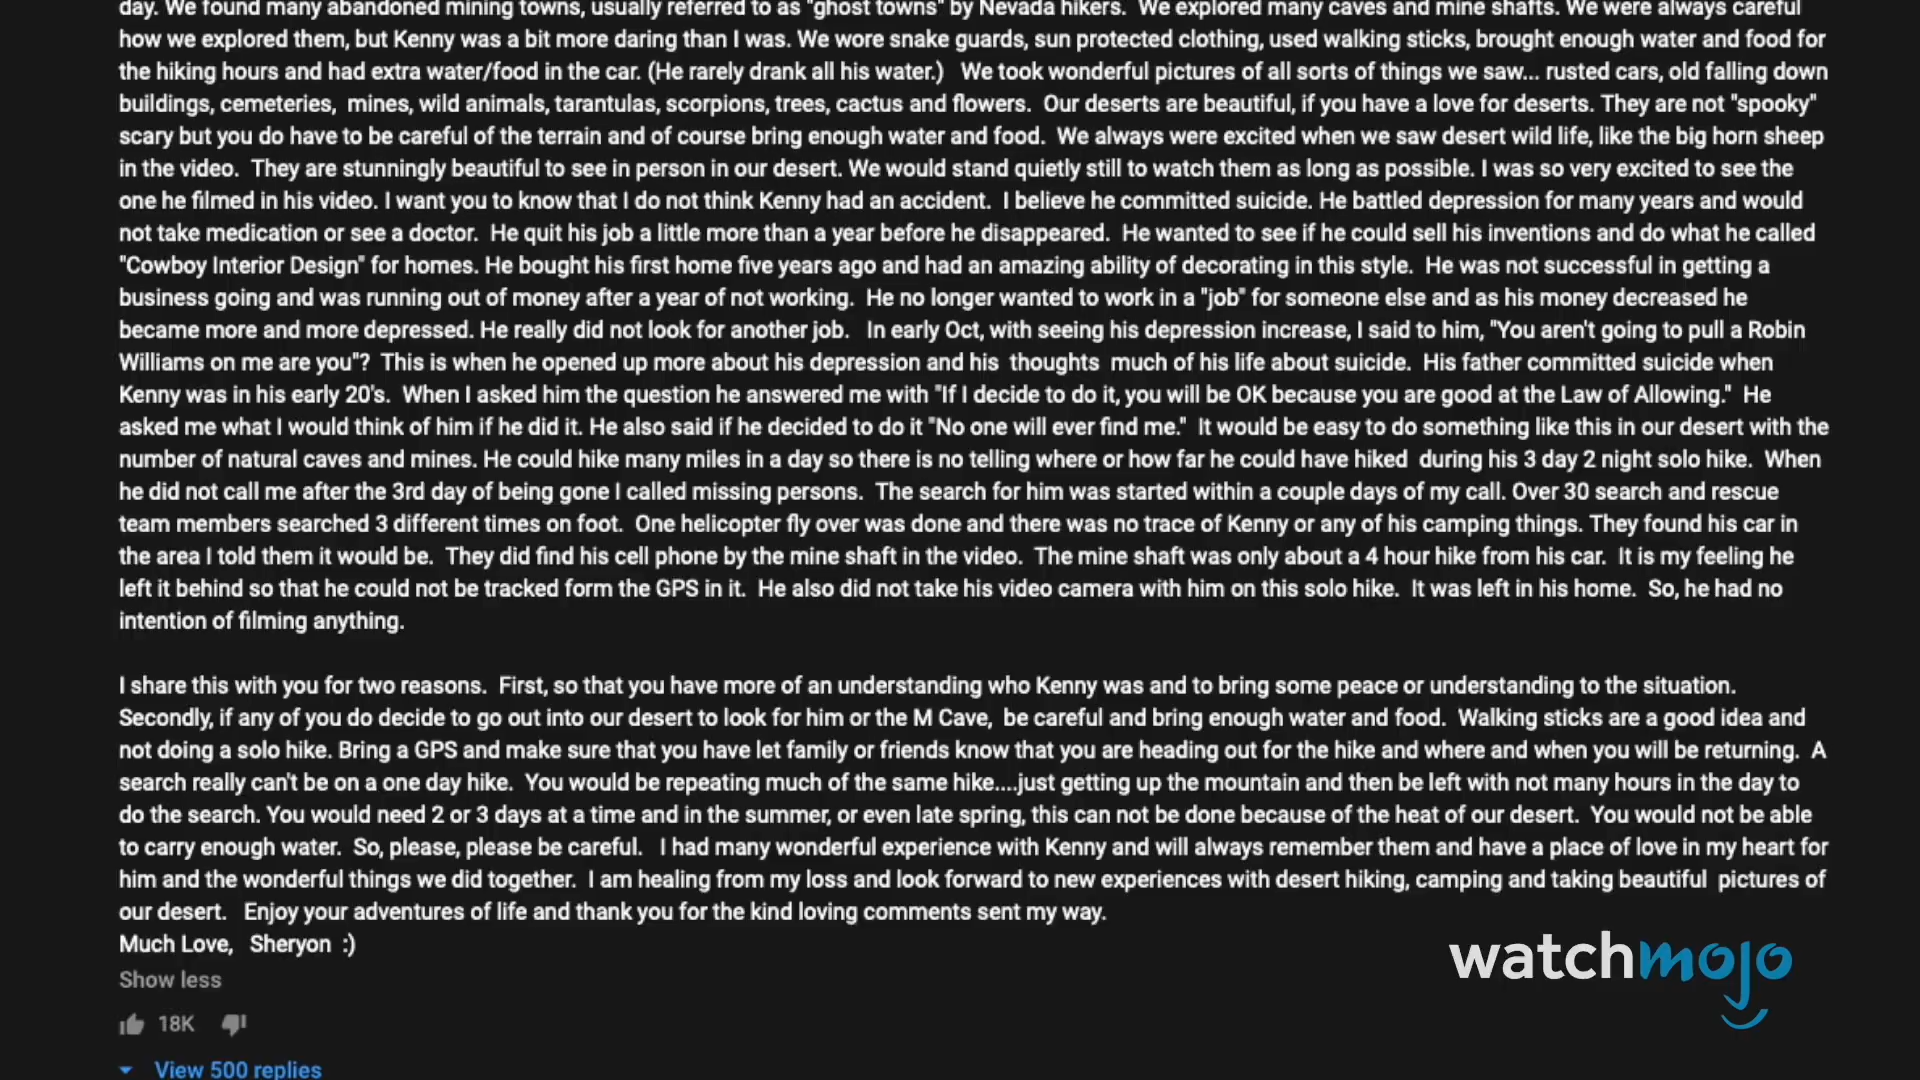 day. We found many abandoned mining towns, usually referred to as "ghost towns" by Nevada hikers.  We explored many caves and mine shafts. We were always careful
how we explored them, but Kenny was a bit more daring than I was. We wore snake guards, sun protected clothing, used walking sticks, brought enough water and food for
the hiking hours and had extra water/food in the car. (He rarely drank all his water.)   We took wonderful pictures of all sorts of things we saw... rusted cars, old falling down
buildings, cemeteries,  mines, wild animals, tarantulas, scorpions, trees, cactus and flowers.  Our deserts are beautiful, if you have a love for deserts. They are not "spooky"
scary but you do have to be careful of the terrain and of course bring enough water and food.  We always were excited when we saw desert wild life, like the big horn sheep
in the video.  They are stunningly beautiful to see in person in our desert. We would stand quietly still to watch them as long as possible. I was so very excited to see the
one he filmed in his video. I want you to know that I do not think Kenny had an accident.  I believe he committed suicide. He battled depression for many years and would
not take medication or see a doctor.  He quit his job a little more than a year before he disappeared.  He wanted to see if he could sell his inventions and do what he called
"Cowboy Interior Design" for homes. He bought his first home five years ago and had an amazing ability of decorating in this style.  He was not successful in getting a
business going and was running out of money after a year of not working.  He no longer wanted to work in a "job" for someone else and as his money decreased he
became more and more depressed. He really did not look for another job.   In early Oct, with seeing his depression increase, I said to him, "You aren't going to pull a Robin
Williams on me are you"?  This is when he opened up more about his depression and his  thoughts  much of his life about suicide.  His father committed suicide when
Kenny was in his early 20's.  When I asked him the question he answered me with "If I decide to do it, you will be OK because you are good at the Law of Allowing."  He
asked me what I would think of him if he did it. He also said if he decided to do it "No one will ever find me."  It would be easy to do something like this in our desert with the
number of natural caves and mines. He could hike many miles in a day so there is no telling where or how far he could have hiked  during his 3 day 2 night solo hike.  When
he did not call me after the 3rd day of being gone I called missing persons.  The search for him was started within a couple days of my call. Over 30 search and rescue
team members searched 3 different times on foot.  One helicopter fly over was done and there was no trace of Kenny or any of his camping things. They found his car in
the area I told them it would be.  They did find his cell phone by the mine shaft in the video.  The mine shaft was only about a 4 hour hike from his car.  It is my feeling he
left it behind so that he could not be tracked form the GPS in it.  He also did not take his video camera with him on this solo hike.  It was left in his home.  So, he had no
intention of filming anything.
I share this with you for two reasons.  First, so that you have more of an understanding who Kenny was and to bring some peace or understanding to the situation.
Secondly, if any of you do decide to go out into our desert to look for him or the M Cave,  be careful and bring enough water and food.  Walking sticks are a good idea and
not doing a solo hike. Bring a GPS and make sure that you have let family or friends know that you are heading out for the hike and where and when you will be returning.  A
search really can't be on a one day hike.  You would be repeating much of the same hike....just getting up the mountain and then be left with not many hours in the day to
do the search. You would need 2 or 3 days at a time and in the summer, or even late spring, this can not be done because of the heat of our desert.  You would not be able
to carry enough water.  So, please, please be careful.   I had many wonderful experience with Kenny and will always remember them and have a place of love in my heart for
him and the wonderful things we did together.  I am healing from my loss and look forward to new experiences with desert hiking, camping and taking beautiful  pictures of
our desert.   Enjoy your adventures of life and thank you for the kind loving comments sent my way.
Much Love,   Sheryon  :)
Show less
18K
View 500 replies
watchmojo